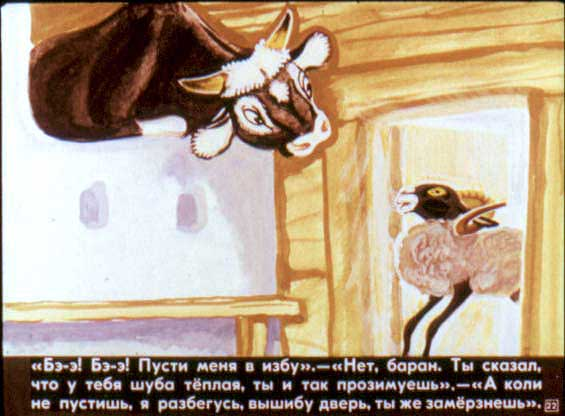 «Бэ-э! Бэ-э! Пусти меня в избу».—«Нет, баран. Ты сказал,
что у тебя шуба тёплая, ты и так прозимуешь».—«А коли
не пустишь, я разбегусь, вышибу дверь, ты же замёрзнешь». 22